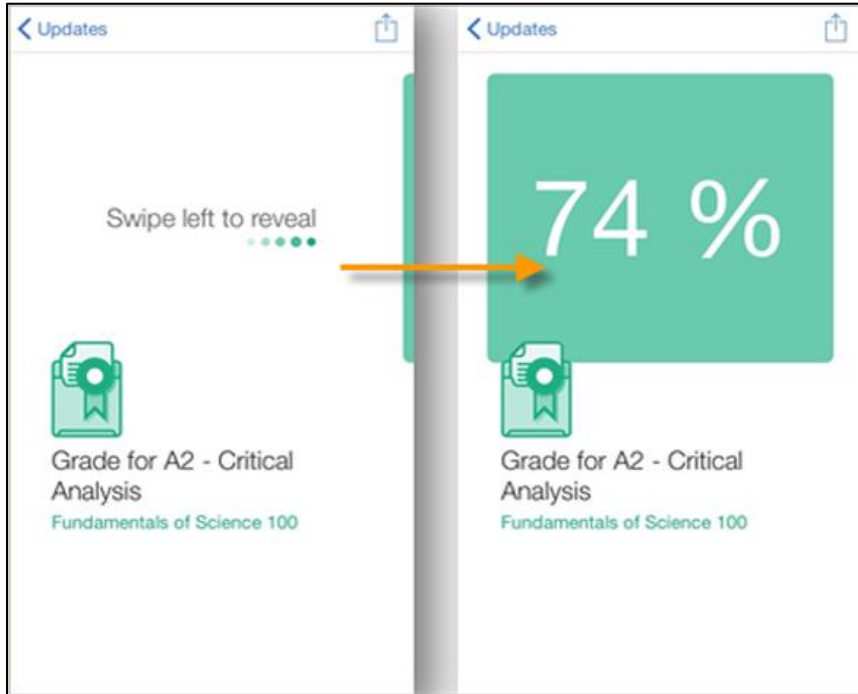 Updates
Swipe left to reveal
Grade for A2 - Critical
Analysis
Fundamentals of Science 100
Updates
74 %
Grade for A2 - Critical
Analysis
Fundamentals of Science 100